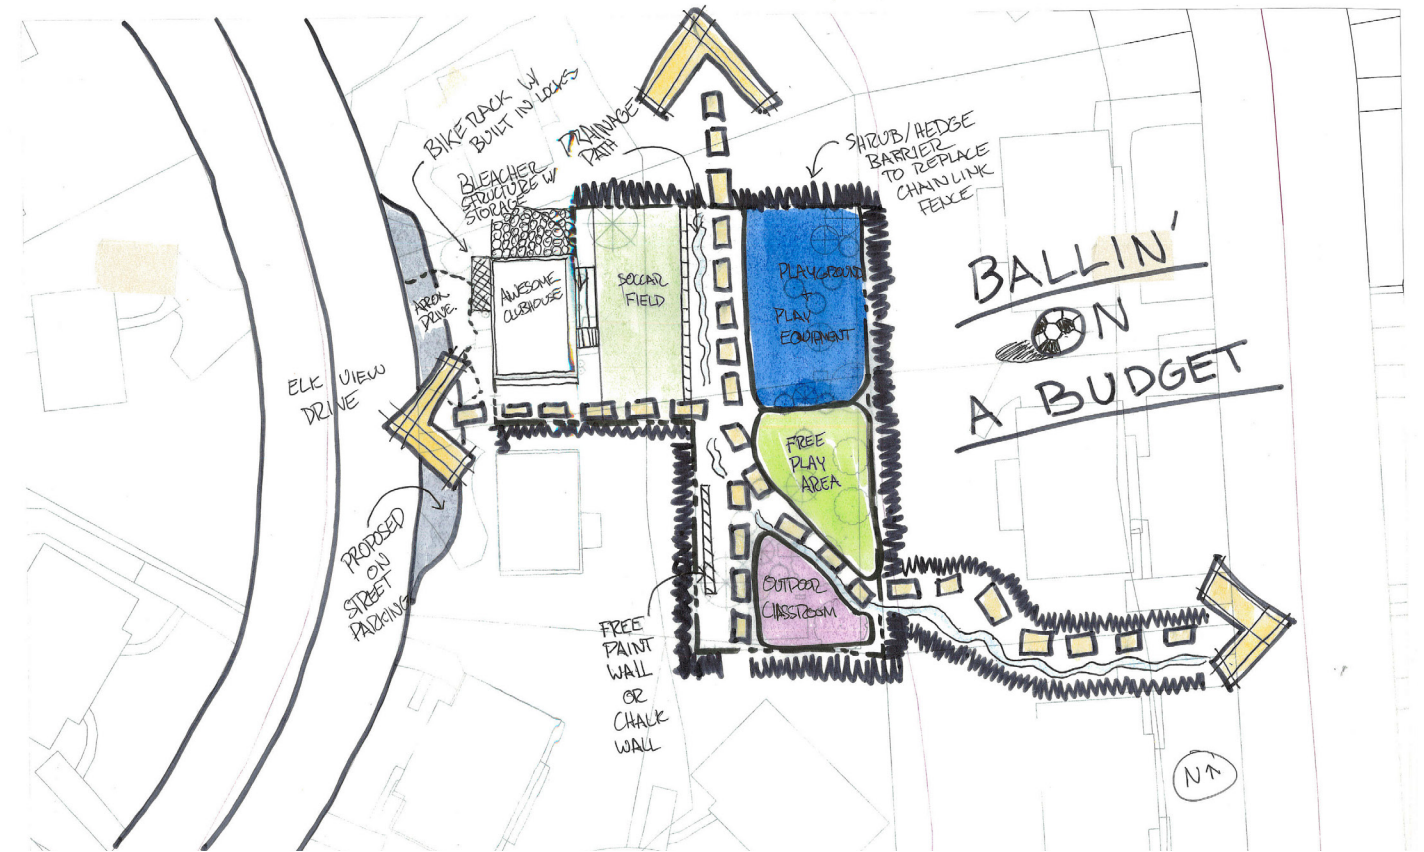 BIKE RACK W/
BUILT IN LOCKS
DRAINAGE
PATH
BLEACHER
STRUCTURE W/
STORAGE
SHRUB/HEDGE
BARRIER
TO REPLACE
CHAINLINK
FENCE
BALLIN'
ON
A BUDGET
AWESOME
CLUBHOUSE
SOCCAR
FIELD
PLAYGROUND
+
PLAY
EQUIPMENT
DRIVE
ELK VIEW
DRIVE
FREE
PLAY
AREA
PROPOSED
ON
STREET
PARKING
OUTDOOR
CLASSROOM
FREE
PAINT
WALL
OR
CHALK
WALL
N